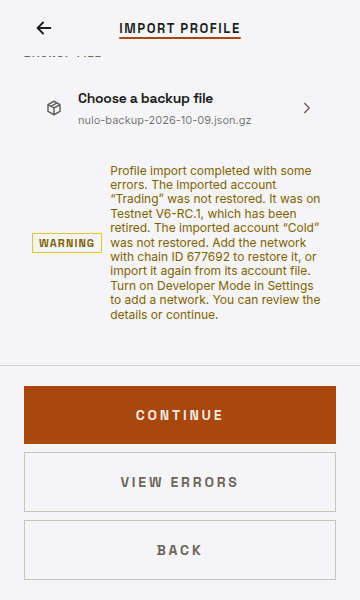 IMPORT PROFILE
Choose a backup file
nulo-backup-2026-10-09.json.gz
WARNING
Profile import completed with some
errors. The imported account
“Trading” was not restored. It was on
Testnet V6-RC.1, which has been
retired. The imported account “Cold”
was not restored. Add the network
with chain ID 677692 to restore it, or
import it again from its account file.
Turn on Developer Mode in Settings
to add a network. You can review the
details or continue.
CONTINUE
VIEW ERRORS
BACK